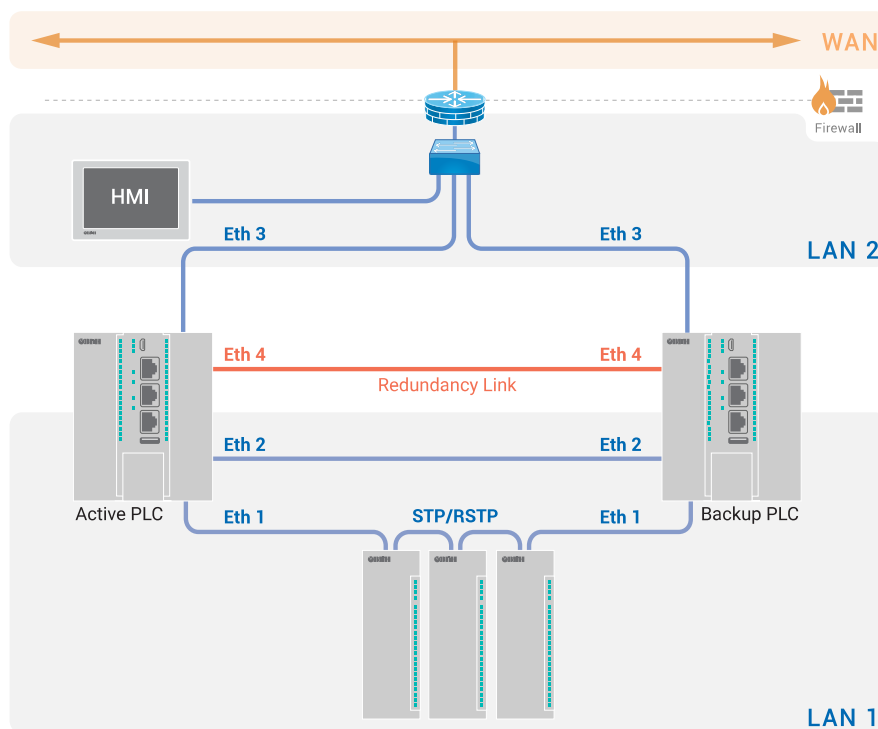 WAN
Firewall
HMI
Eth 3
Eth 3
LAN 2
Eth 4
Eth 4
Redundancy Link
Eth 2
Eth 2
Active PLC
Eth 1
STP/RSTP
Eth 1
Backup PLC
LAN 1